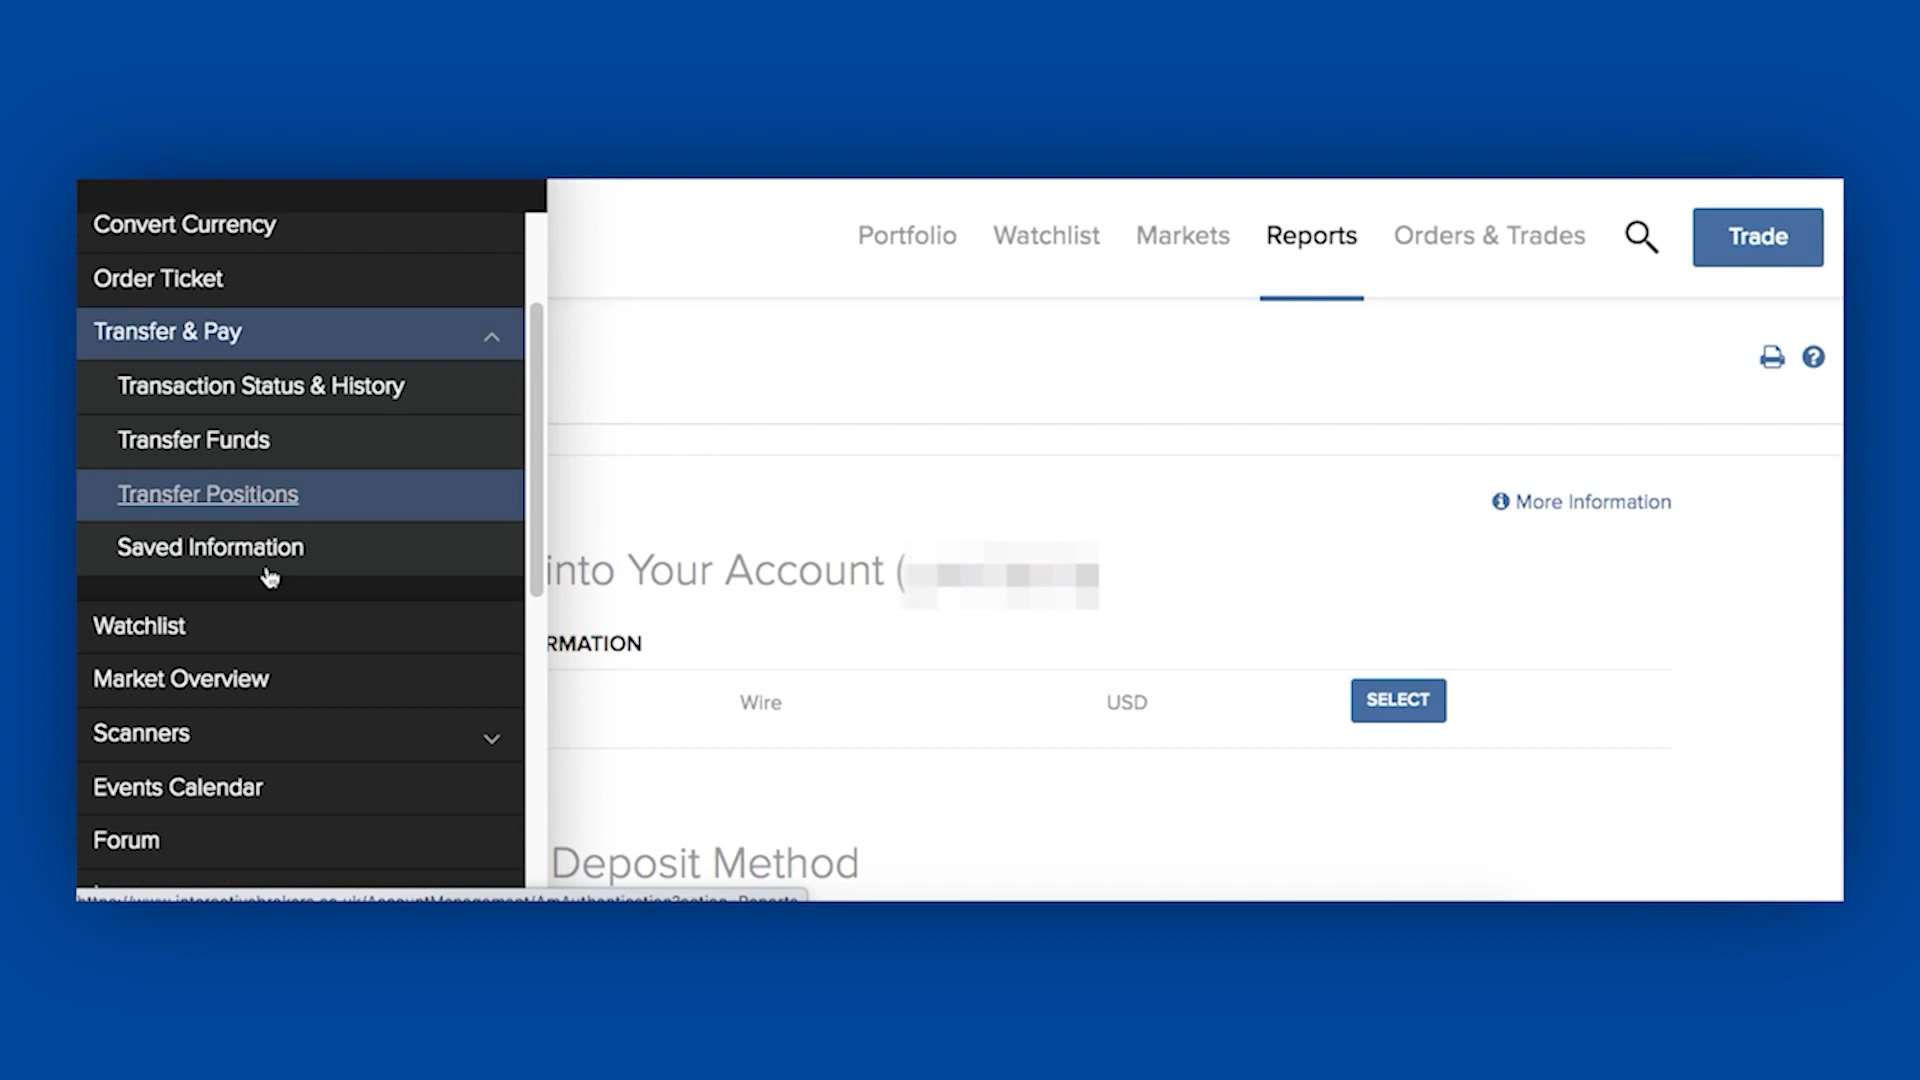 Convert Currency
Order Ticket
Transfer & Pay
Transaction Status & History
Transfer Funds
Transfer Positions
Saved Information
Watchlist
Market Overview
Scanners
Events Calendar
Forum
Portfolio
Watchlist
Markets
Reports
Orders & Trades
Trade
More Information
into Your Account (
RMATION
Wire
USD
SELECT
Deposit Method